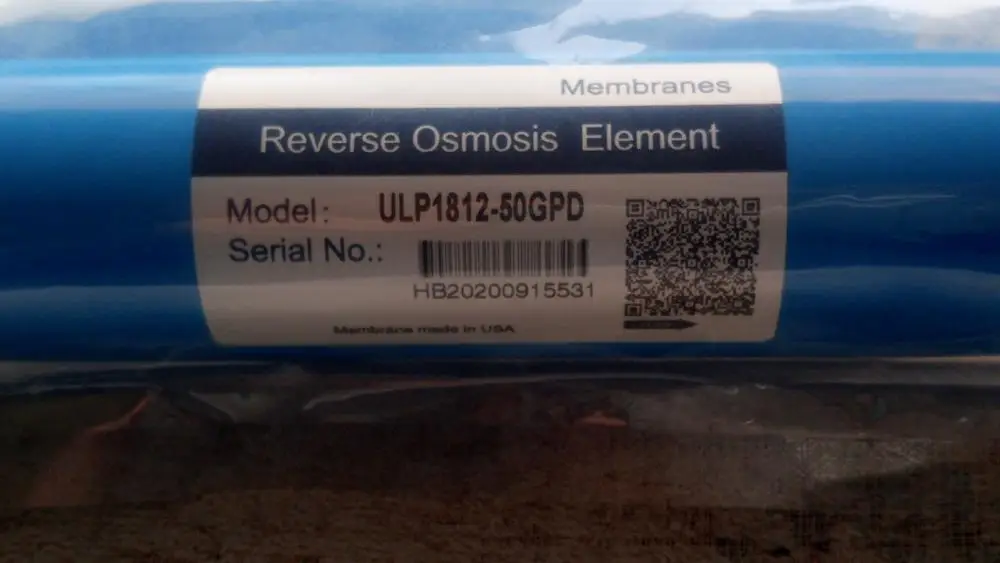 Membranes
Reverse Osmosis Element
Model: ULP1812-50GPD
Serial No.:
HB20200915531
Membrane made in USA